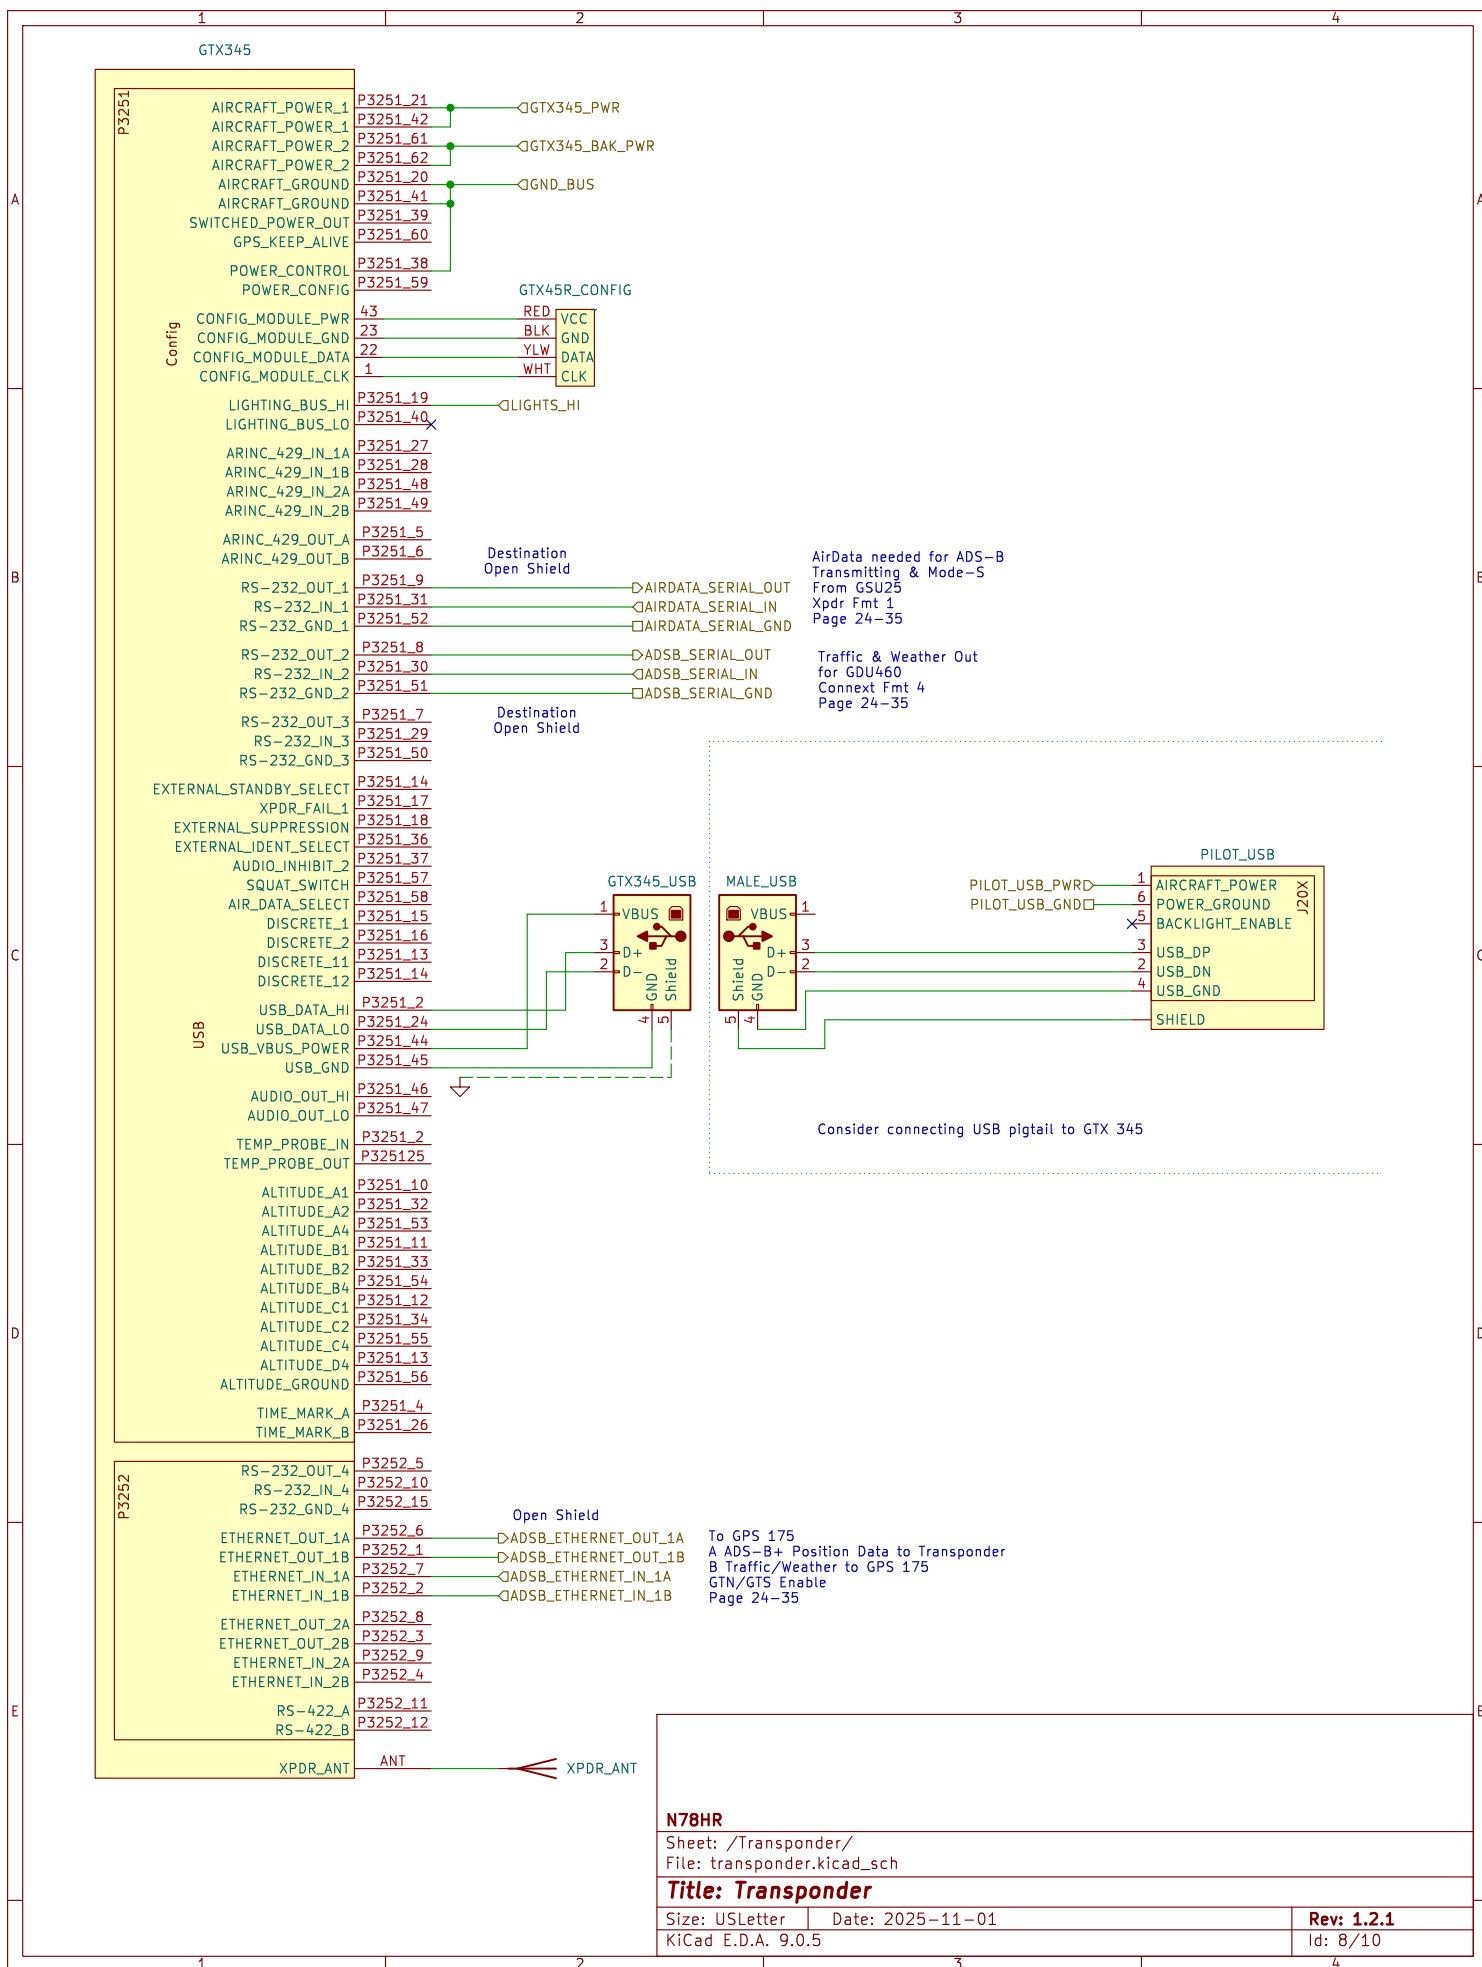 1 2 3 4
GTX345
P3251
AIRCRAFT_POWER_1 P3251_21 GTX345_PWR
AIRCRAFT_POWER_1 P3251_42
AIRCRAFT_POWER_2 P3251_61 GTX345_BAK_PWR
AIRCRAFT_POWER_2 P3251_62
AIRCRAFT_GROUND P3251_20 GND_BUS
A AIRCRAFT_GROUND P3251_41 A
SWITCHED_POWER_OUT P3251_39
GPS_KEEP_ALIVE P3251_60
POWER_CONTROL P3251_38
POWER_CONFIG P3251_59
GTX45R_CONFIG
Config
CONFIG_MODULE_PWR 43 RED VCC
CONFIG_MODULE_GND 23 BLK GND
CONFIG_MODULE_DATA 22 YLW DATA
CONFIG_MODULE_CLK 1 WHT CLK
LIGHTING_BUS_HI P3251_19 LIGHTS_HI
LIGHTING_BUS_LO P3251_40
ARINC_429_IN_1A P3251_27
ARINC_429_IN_1B P3251_28
ARINC_429_IN_2A P3251_48
ARINC_429_IN_2B P3251_49
ARINC_429_OUT_A P3251_5
ARINC_429_OUT_B P3251_6
Destination
Open Shield
AirData needed for ADS-B
Transmitting & Mode-S
From GSU25
Xpdr Fmt 1
Page 24-35
B B
RS-232_OUT_1 P3251_9 AIRDATA_SERIAL_OUT
RS-232_IN_1 P3251_31 AIRDATA_SERIAL_IN
RS-232_GND_1 P3251_52 AIRDATA_SERIAL_GND
RS-232_OUT_2 P3251_8 ADSB_SERIAL_OUT
RS-232_IN_2 P3251_30 ADSB_SERIAL_IN
RS-232_GND_2 P3251_51 ADSB_SERIAL_GND
Traffic & Weather Out
for GDU460
Connext Fmt 4
Page 24-35
Destination
Open Shield
RS-232_OUT_3 P3251_7
RS-232_IN_3 P3251_29
RS-232_GND_3 P3251_50
EXTERNAL_STANDBY_SELECT P3251_14
XPDR_FAIL_1 P3251_17
EXTERNAL_SUPPRESSION P3251_18
EXTERNAL_IDENT_SELECT P3251_36
AUDIO_INHIBIT_2 P3251_37
SQUAT_SWITCH P3251_57
AIR_DATA_SELECT P3251_58
DISCRETE_1 P3251_15
DISCRETE_2 P3251_16
C DISCRETE_11 P3251_13 C
DISCRETE_12 P3251_14
GTX345_USB
1 VBUS
3 D+
2 D-
GND
Shield
4 5
MALE_USB
VBUS 1
D+ 3
D- 2
Shield
GND
5 4
PILOT_USB
J20X
PILOT_USB_PWR 1 AIRCRAFT_POWER
PILOT_USB_GND 6 POWER_GROUND
5 BACKLIGHT_ENABLE
3 USB_DP
2 USB_DN
4 USB_GND
SHIELD
USB
USB_DATA_HI P3251_2
USB_DATA_LO P3251_24
USB_VBUS_POWER P3251_44
USB_GND P3251_45
AUDIO_OUT_HI P3251_46
AUDIO_OUT_LO P3251_47
Consider connecting USB pigtail to GTX 345
TEMP_PROBE_IN P3251_2
TEMP_PROBE_OUT P325125
ALTITUDE_A1 P3251_10
ALTITUDE_A2 P3251_32
ALTITUDE_A4 P3251_53
ALTITUDE_B1 P3251_11
ALTITUDE_B2 P3251_33
ALTITUDE_B4 P3251_54
ALTITUDE_C1 P3251_12
D ALTITUDE_C2 P3251_34 D
ALTITUDE_C4 P3251_55
ALTITUDE_D4 P3251_13
ALTITUDE_GROUND P3251_56
TIME_MARK_A P3251_4
TIME_MARK_B P3251_26
P3252
RS-232_OUT_4 P3252_5
RS-232_IN_4 P3252_10
RS-232_GND_4 P3252_15
Open Shield
ETHERNET_OUT_1A P3252_6 ADSB_ETHERNET_OUT_1A
ETHERNET_OUT_1B P3252_1 ADSB_ETHERNET_OUT_1B
ETHERNET_IN_1A P3252_7 ADSB_ETHERNET_IN_1A
ETHERNET_IN_1B P3252_2 ADSB_ETHERNET_IN_1B
To GPS 175
A ADS-B+ Position Data to Transponder
B Traffic/Weather to GPS 175
GTN/GTS Enable
Page 24-35
ETHERNET_OUT_2A P3252_8
ETHERNET_OUT_2B P3252_3
ETHERNET_IN_2A P3252_9
ETHERNET_IN_2B P3252_4
E RS-422_A P3252_11 E
RS-422_B P3252_12
XPDR_ANT ANT XPDR_ANT
N78HR
Sheet: /Transponder/
File: transponder.kicad_sch
Title: Transponder
Size: USLetter Date: 2025-11-01 Rev: 1.2.1
KiCad E.D.A. 9.0.5 Id: 8/10
1 2 3 4